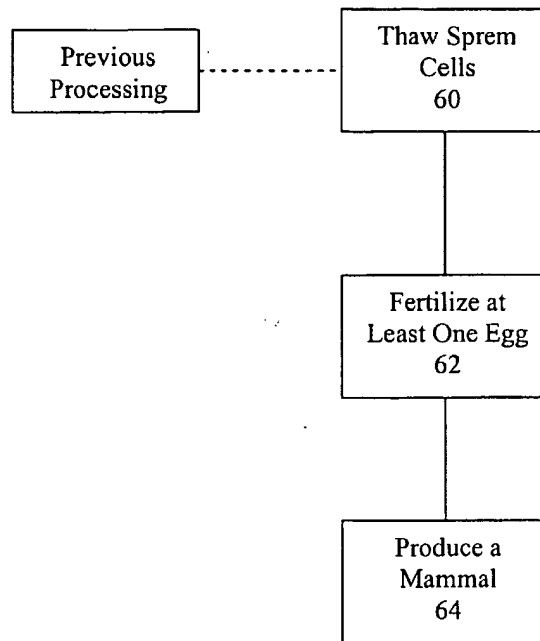 Previous
Processing
Thaw Sprem
Cells
60
Fertilize at
Least One Egg
62
Produce a
Mammal
64